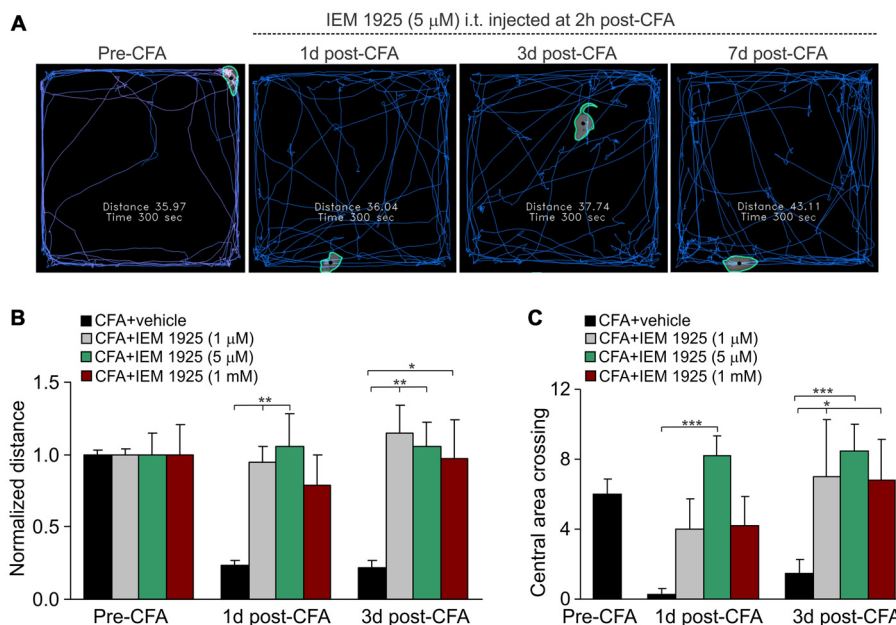 A
IEM 1925 (5 μM) i.t. injected at 2h post-CFA
Pre-CFA
1d post-CFA
3d post-CFA
7d post-CFA
Distance 35.97
Time 300 sec
Distance 36.04
Time 300 sec
Distance 37.74
Time 300 sec
Distance 43.11
Time 300 sec
B
CFA+vehicle
CFA+IEM 1925 (1 μM)
CFA+IEM 1925 (5 μM)
CFA+IEM 1925 (1 mM)
Normalized distance
1.5
1.0
0.5
0.0
**
*
**
Pre-CFA
1d post-CFA
3d post-CFA
C
CFA+vehicle
CFA+IEM 1925 (1 μM)
CFA+IEM 1925 (5 μM)
CFA+IEM 1925 (1 mM)
Central area crossing
12
8
4
0
***
***
*
Pre-CFA
1d post-CFA
3d post-CFA